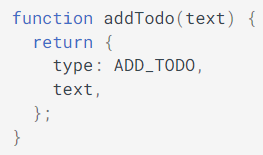 function addTodo(text) {
  return {
    type: ADD_TODO,
    text,
  };
}